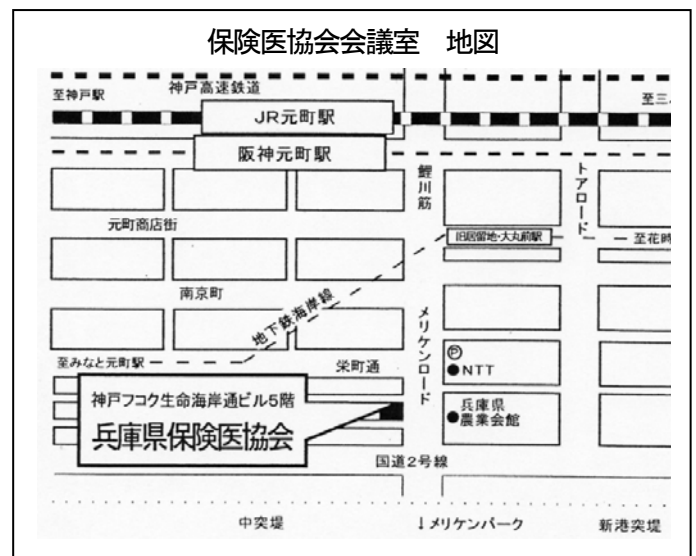 保険医協会会議室　地図
神戸高速鉄道
至神戸駅
至三
JR元町駅
阪神元町駅
鯉川筋
トアロード
元町商店街
旧居留地・大丸前駅
至花時
南京町
地下鉄海岸線
メリケンロード
至みなと元町駅
栄町通
Ⓟ
●NTT
神戸フコク生命海岸通ビル5階
兵庫県保険医協会
●兵庫県
農業会館
国道2号線
中突堤
↓メリケンパーク
新港突堤